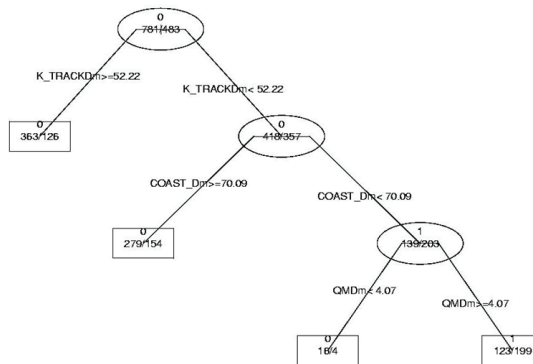 0
781/483
K_TRACKDm>=52.22
K_TRACKDm< 52.22
0
363/126
0
418/357
COAST_Dm>=70.09
COAST_Dm< 70.09
0
279/154
1
139/203
QMDm< 4.07
QMDm>=4.07
0
16/4
1
123/199